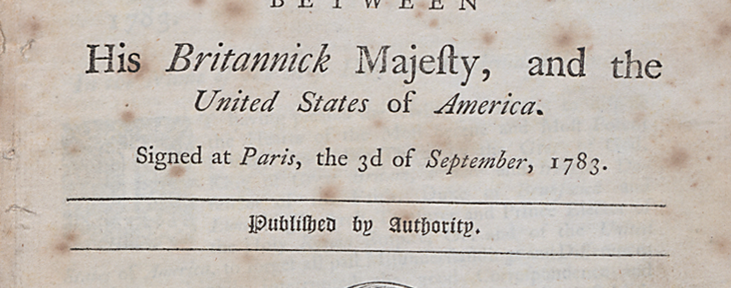 BETWEEN
His Britannick Majeſty, and the
United States of America.
Signed at Paris, the 3d of September, 1783.
Publiſhed by Authority.